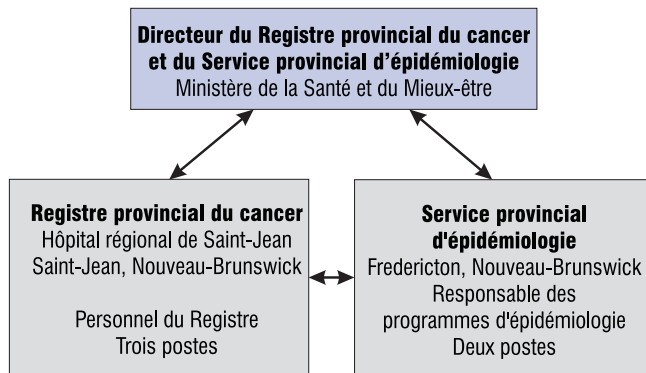 Directeur du Registre provincial du cancer
et du Service provincial d'épidémiologie
Ministère de la Santé et du Mieux-être
Registre provincial du cancer
Hôpital régional de Saint-Jean
Saint-Jean, Nouveau-Brunswick
Personnel du Registre
Trois postes
Service provincial
d'épidémiologie
Fredericton, Nouveau-Brunswick
Responsable des
programmes d'épidémiologie
Deux postes